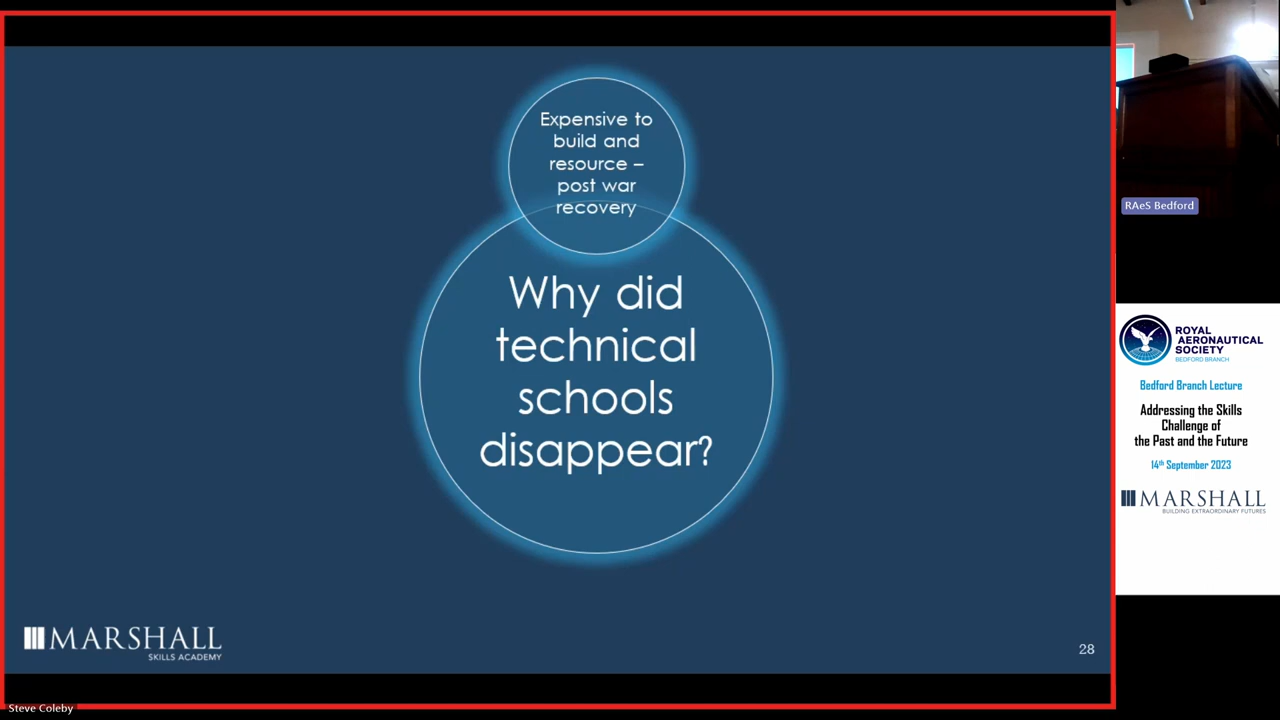 Expensive to
build and
resource –
post war
recovery
Why did
technical
schools
disappear?
MARSHALL
SKILLS ACADEMY
28
Steve Coleby
RAeS Bedford
ROYAL
AERONAUTICAL
SOCIETY
BEDFORD BRANCH
Bedford Branch Lecture
Addressing the Skills
Challenge of
the Past and the Future
14th September 2023
MARSHALL
BUILDING EXTRAORDINARY FUTURES